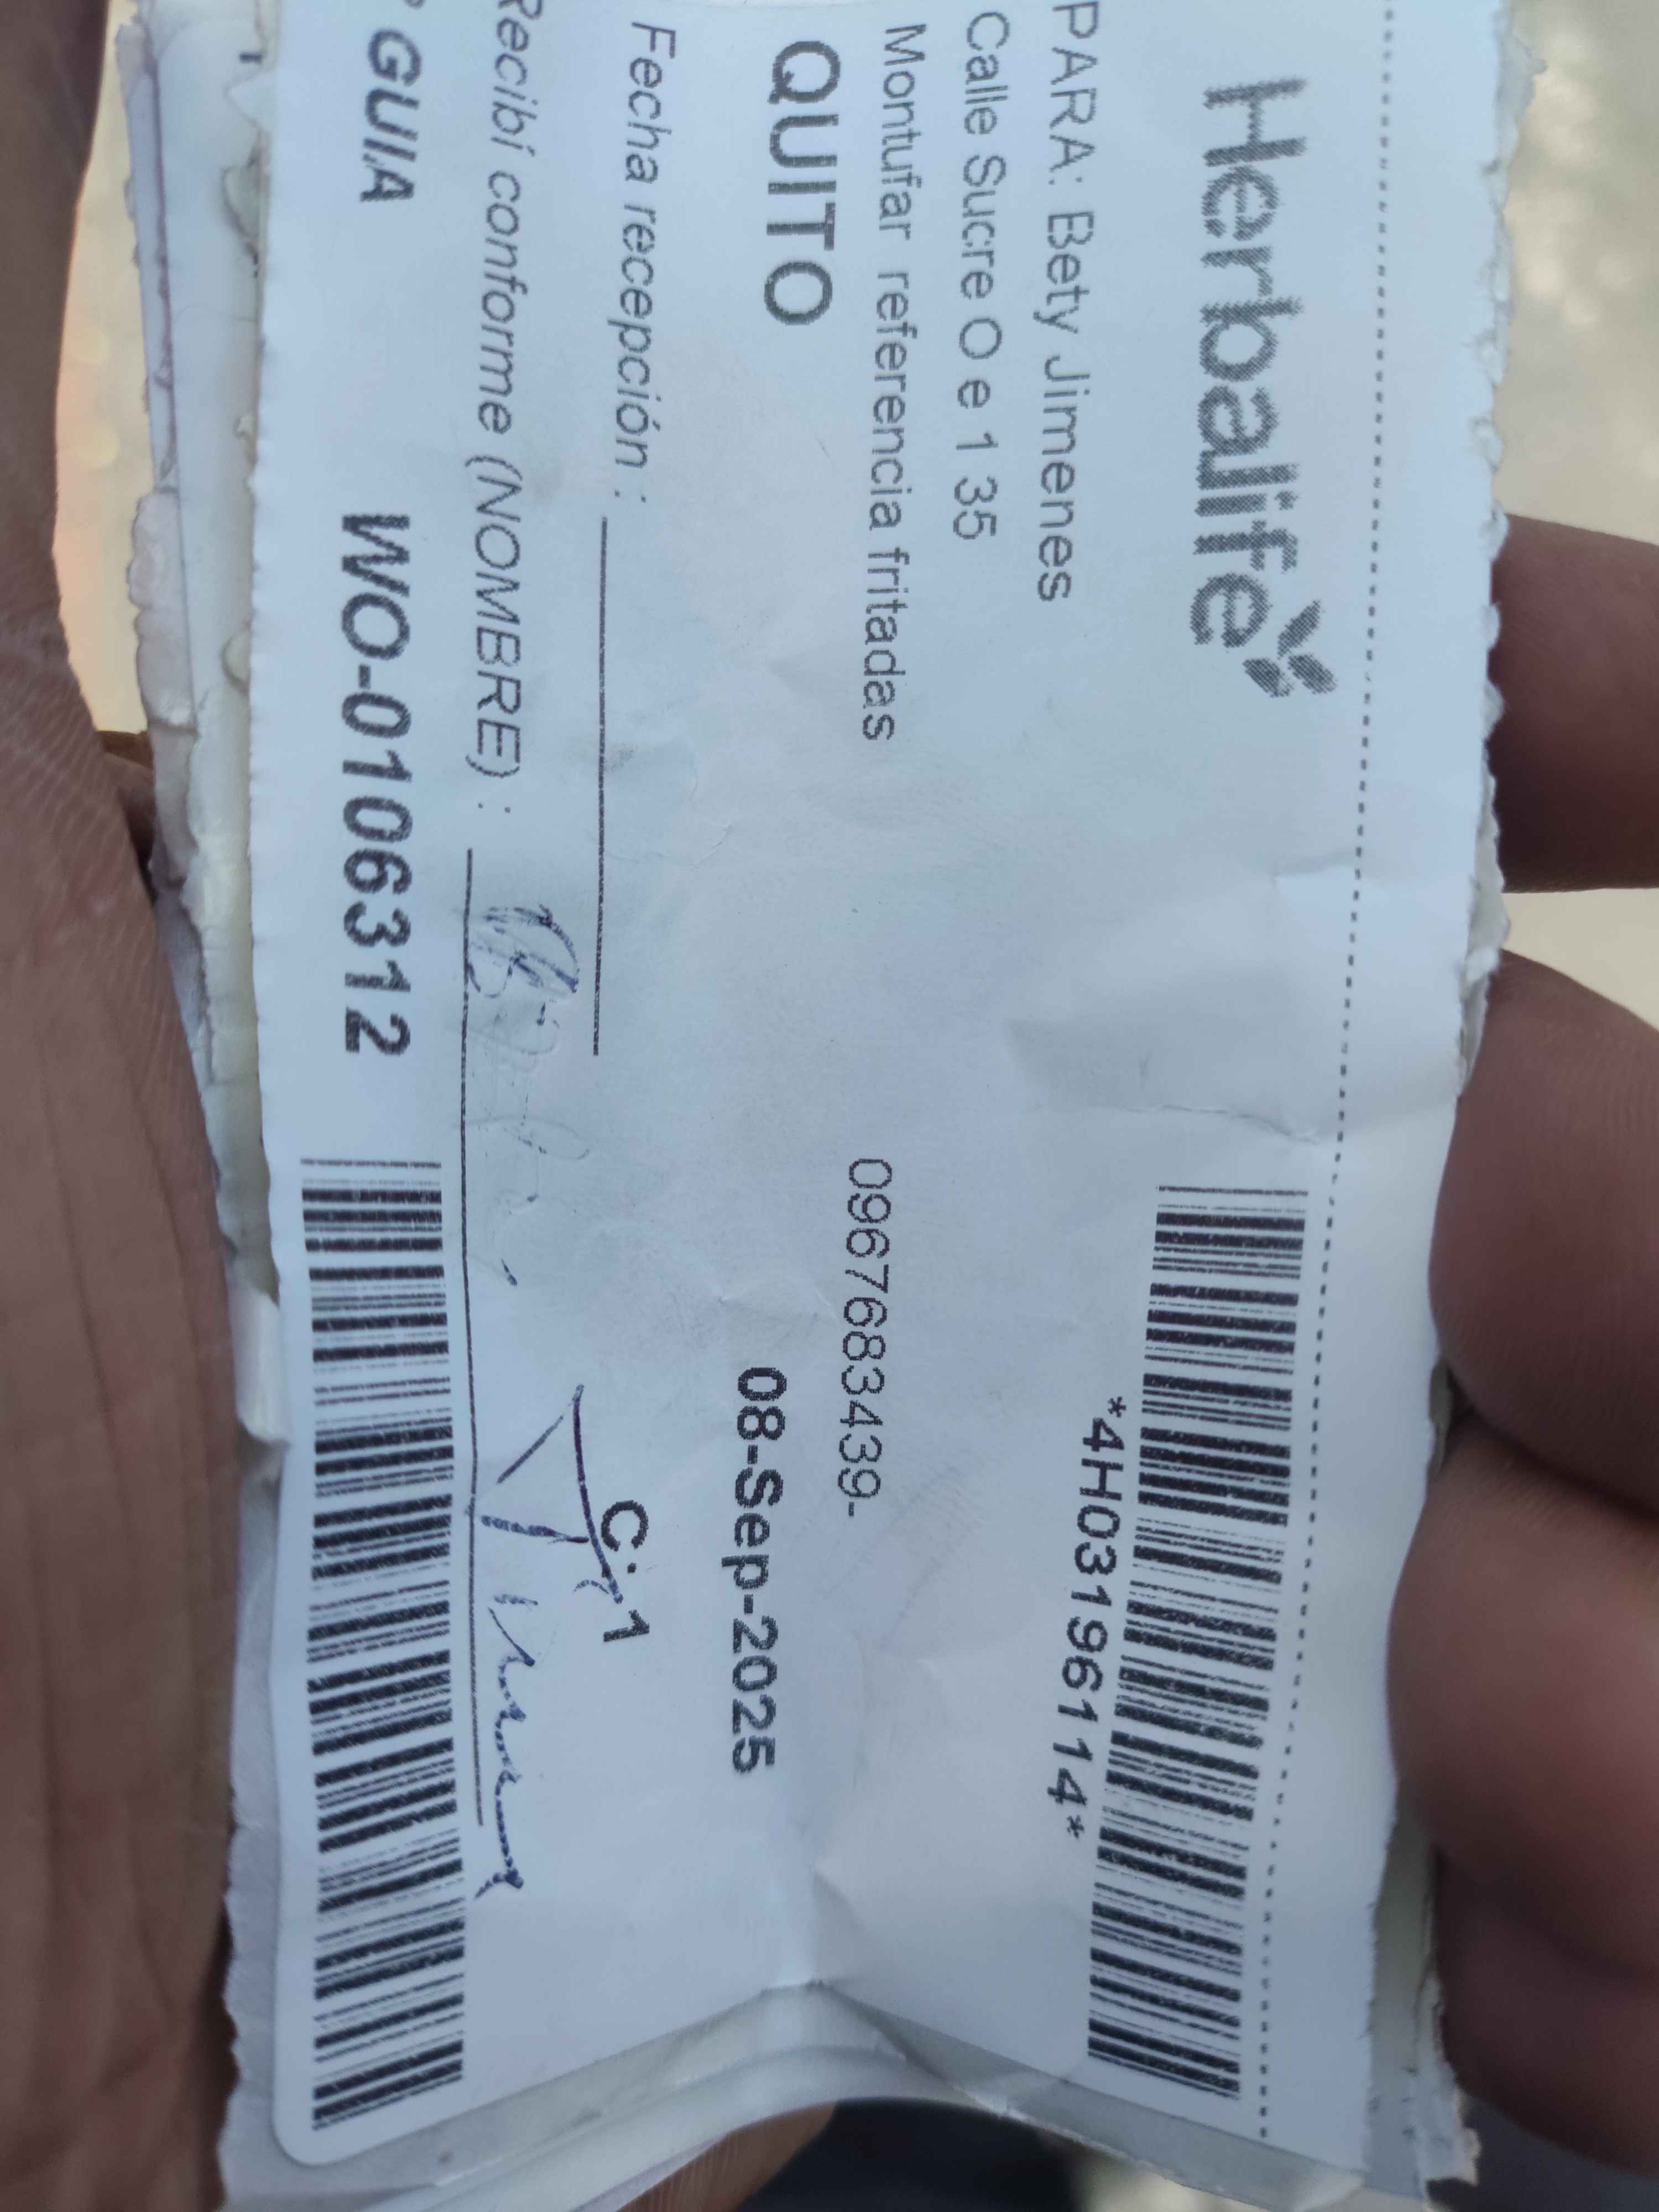 Herbalife
*4H03196114*
PARA: Bety Jimenes
Calle Sucre O e 1 35
Montufar referencia fritadas
0967683439-
QUITO
08-Sep-2025
Fecha recepción :
C:1
Recibí conforme (NOMBRE) :
GUIA WO-0106312